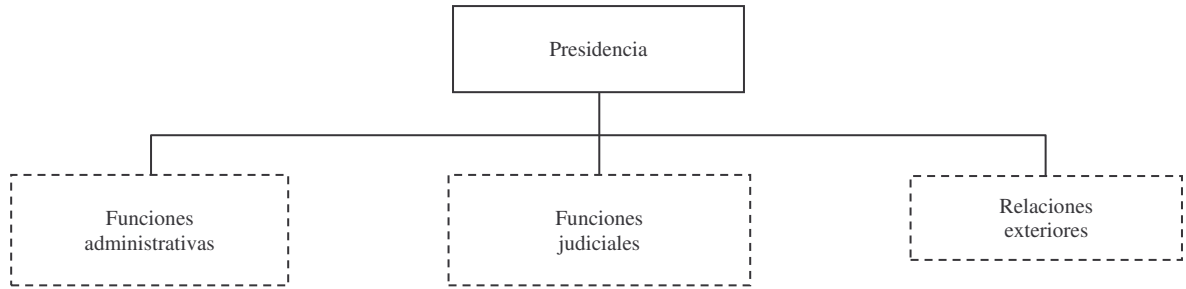 Presidencia
Funciones
administrativas
Funciones
judiciales
Relaciones
exteriores